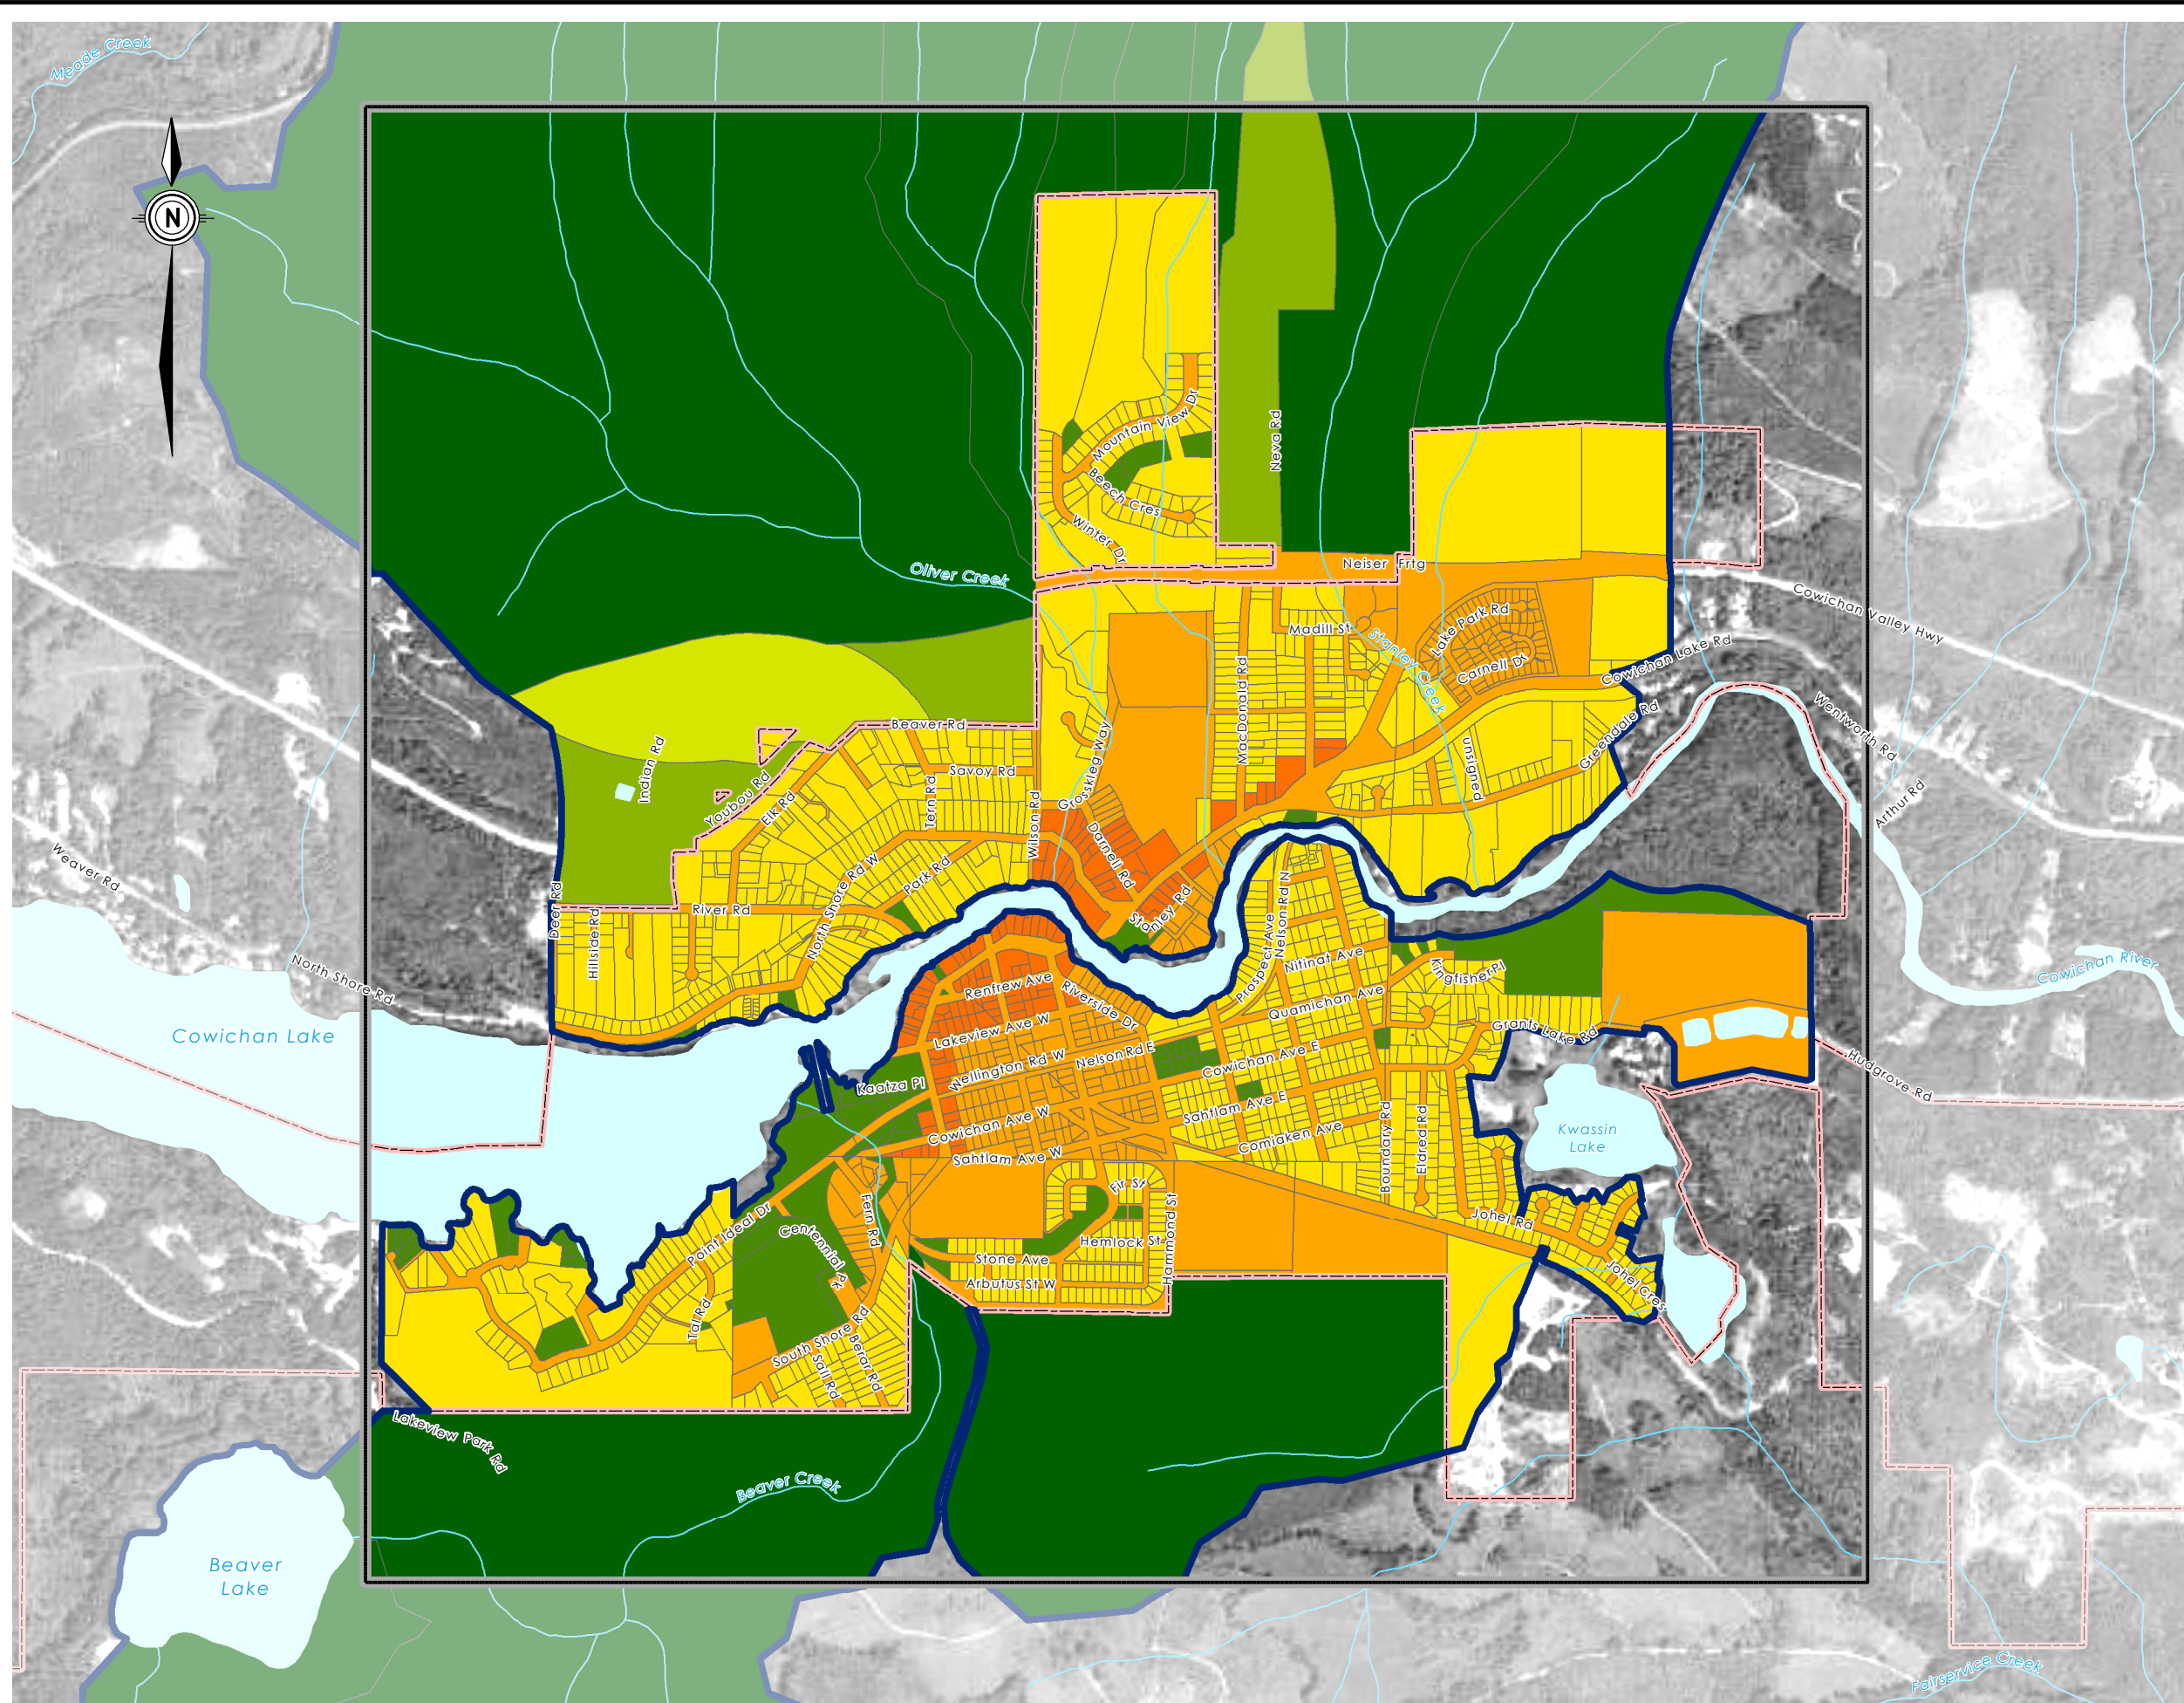 Meade Creek
N
Mountain View Dr
Neva Rd
Beech Cres
Winter Dr
Oliver Creek
Neiser Frtg
Cowichan Valley Hwy
Lake Park Rd
Madill St
Stanley Creek
Carnell Dr
Cowichan Lake Rd
MacDonald Rd
Wentworth Rd
Greendale Rd
Beaver Rd
Indian Rd
Grosskleg Way
unsigned
Savoy Rd
Youbou Rd
Elk Rd
Tern Rd
Wilson Rd
Arthur Rd
Weaver Rd
Darnell Rd
Park Rd
North Shore Rd W
Stanley Rd
Nelson Rd N
River Rd
Deer Rd
Hillside Rd
Prospect Ave
Nitinat Ave
Kingfisher Pl
Cowichan River
North Shore Rd
Renfrew Ave
Riverside Dr
Quamichan Ave
Cowichan Lake
Lakeview Ave W
Grants Lake Rd
Nelson Rd E
Wellington Rd W
Cowichan Ave E
Hudgrove Rd
Kaatza Pl
Sahtlam Ave E
Cowichan Ave W
Comiaken Ave
Kwassin
Lake
Boundary Rd
Eldred Rd
Sahtlam Ave W
Fir St
Fern Rd
Point Ideal Dr
Centennial Pk
Hemlock St
Hammond St
Johel Rd
Stone Ave
Arbutus St W
Johel Cres
Tal Rd
South Shore Rd
Berar Rd
Sall Rd
Lakeview Park Rd
Beaver Creek
Beaver
Lake
Fairservice Creek